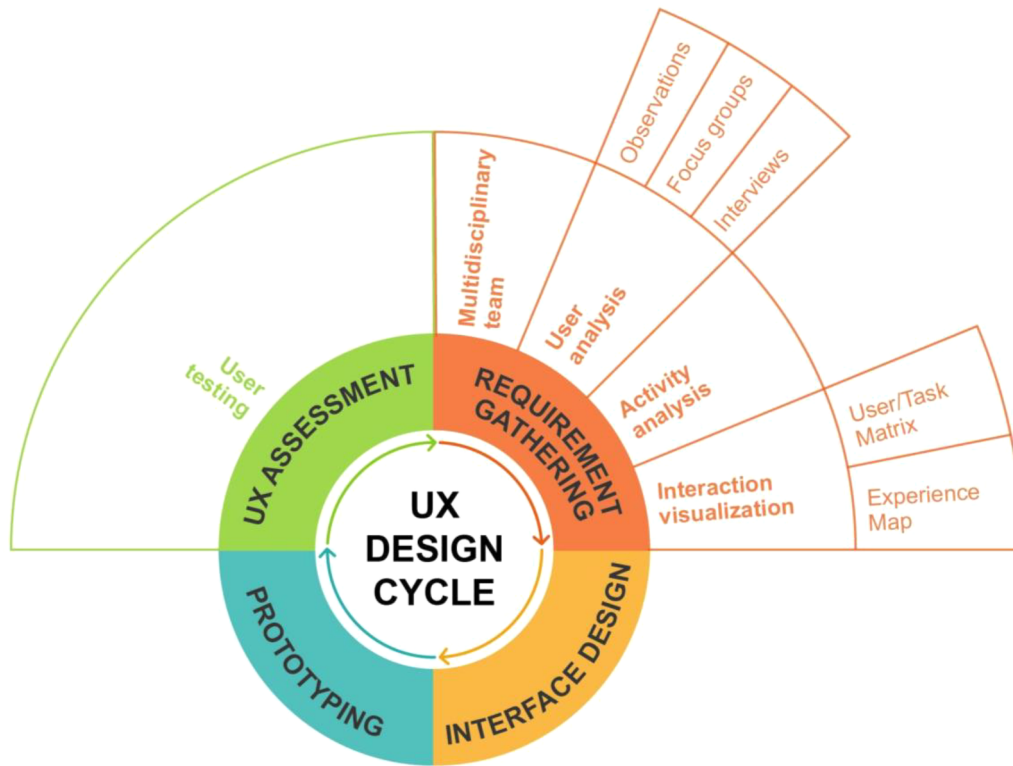 UX
DESIGN
CYCLE
REQUIREMENT
GATHERING
Multidisciplinary
team
User
analysis
Observations
Focus groups
Interviews
Activity
analysis
Interaction
visualization
User/Task
Matrix
Experience
Map
INTERFACE DESIGN
PROTOTYPING
UX ASSESSMENT
User
testing